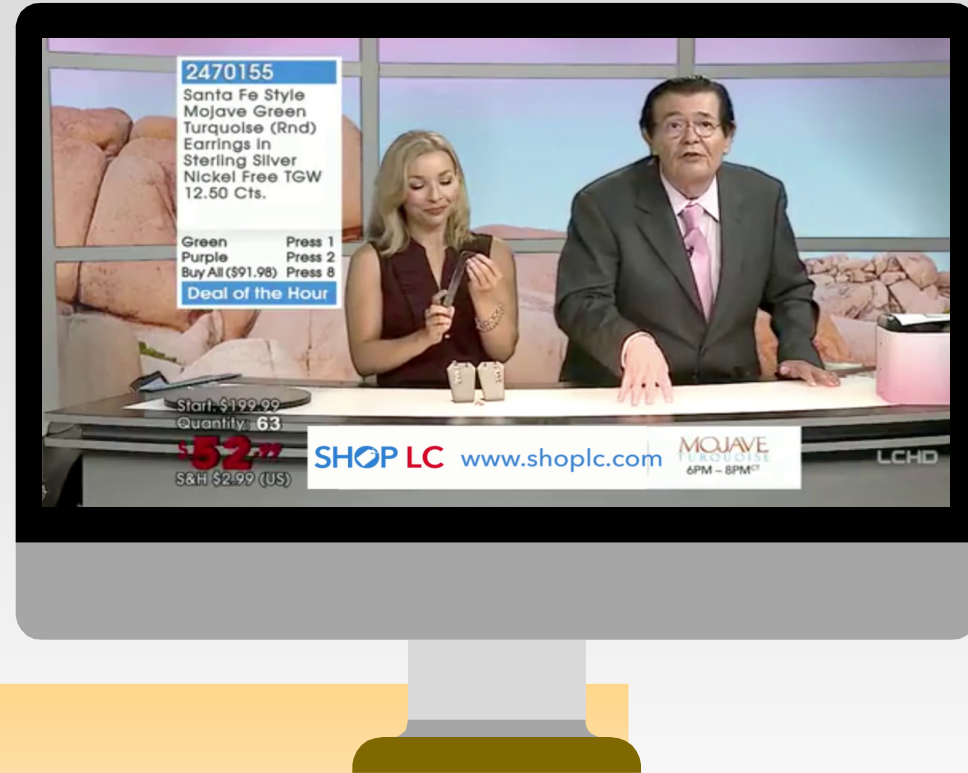 2470155
Santa Fe Style
Mojave Green
Turquoise (Rnd)
Earrings in
Sterling Silver
Nickel Free TGW
12.50 Cts.
Green Press 1
Purple Press 2
Buy All ($91.98) Press 8
Deal of the Hour
Start: $199.99
Quantity: 63
$52.99
S&H $2.99 (US)
SHOP LC www.shoplc.com
MOJAVE
TURQUOISE
6PM – 8PM CT
LCHD